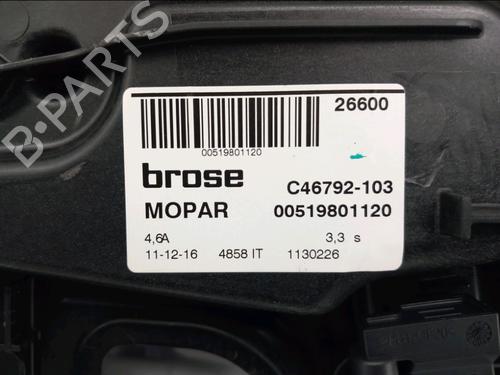 B-PARTS
26600
00519801120
brose
C46792-103
MOPAR 00519801120
4,6A 3,3 s
11-12-16 4858 IT 1130226